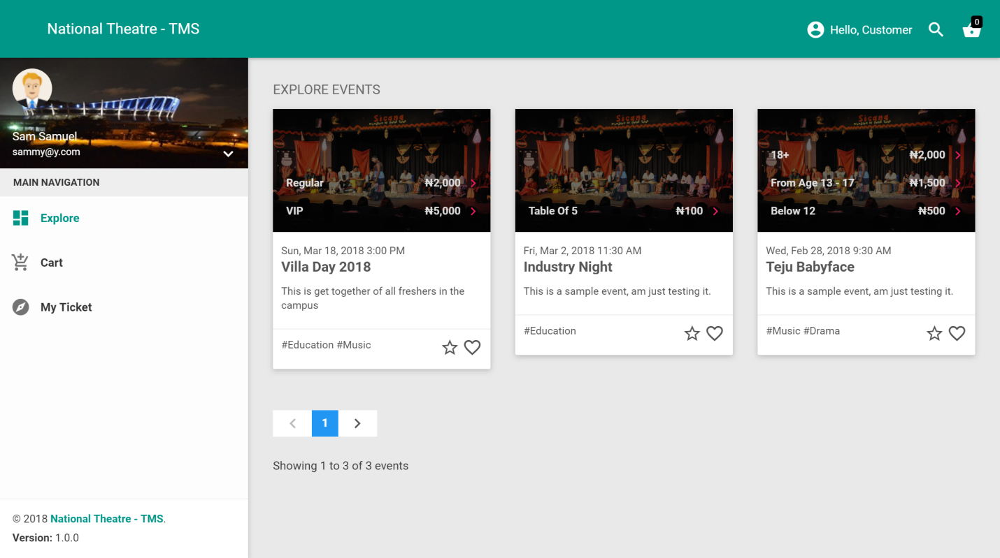 National Theatre - TMS
Hello, Customer
0
Sam Samuel
sammy@y.com
MAIN NAVIGATION
Explore
Cart
My Ticket
© 2018 National Theatre - TMS.
Version: 1.0.0
EXPLORE EVENTS
Sicang
Regular ₦2,000
VIP ₦5,000
Sun, Mar 18, 2018 3:00 PM
Villa Day 2018
This is get together of all freshers in the
campus
#Education #Music
Sicang
Table Of 5 ₦100
Fri, Mar 2, 2018 11:30 AM
Industry Night
This is a sample event, am just testing it.
#Education
Sicang
18+ ₦2,000
From Age 13 - 17 ₦1,500
Below 12 ₦500
Wed, Feb 28, 2018 9:30 AM
Teju Babyface
This is a sample event, am just testing it.
#Music #Drama
1
Showing 1 to 3 of 3 events